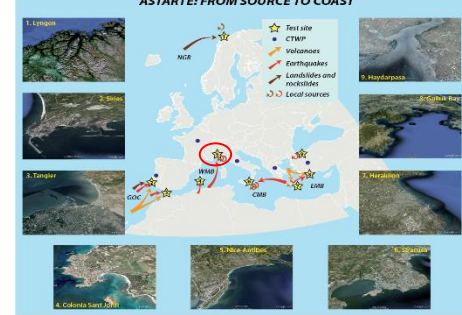 ASTARTE: FROM SOURCE TO COAST
1. Lyngen
2. Sines
3. Tangier
4. Colonia Sant Jordi
5. Nice-Antibes
6. Siracusa
7. Heraklion
8. Gulluk Bay
9. Haydarpasa
Test site
CTWP
Volcanoes
Earthquakes
Landslides and
rockslides
Local sources
NGB
WMB
GOC
CMB
EMB